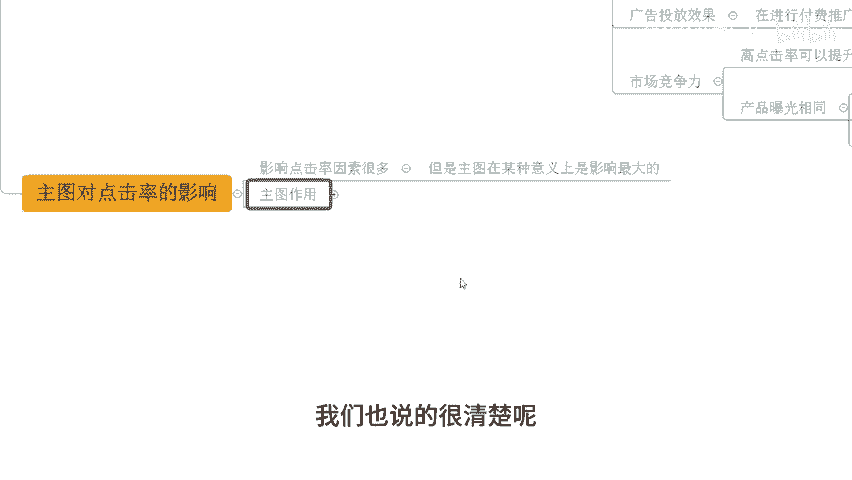 广告投放效果 在进行付费推广
高点击率可以提升
市场竞争力
产品曝光相同
影响点击率因素很多 但是主图在某种意义上是影响最大的
主图对点击率的影响
主图作用
我们也说的很清楚呢